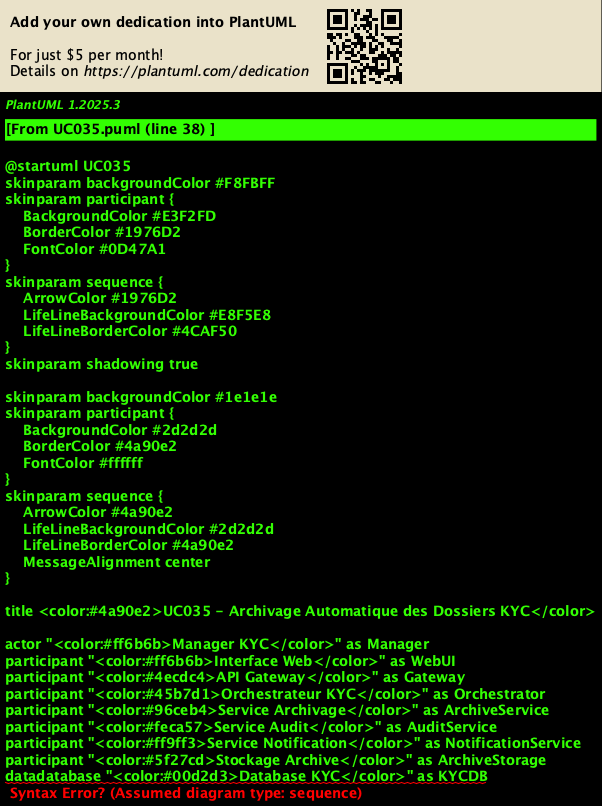 Add your own dedication into PlantUML
For just $5 per month!
Details on https://plantuml.com/dedication
PlantUML 1.2025.3
[From UC035.puml (line 38) ]
@startuml UC035
skinparam backgroundColor #F8FBFF
skinparam participant {
BackgroundColor #E3F2FD
BorderColor #1976D2
FontColor #0D47A1
}
skinparam sequence {
ArrowColor #1976D2
LifeLineBackgroundColor #E8F5E8
LifeLineBorderColor #4CAF50
}
skinparam shadowing true
skinparam backgroundColor #1e1e1e
skinparam participant {
BackgroundColor #2d2d2d
BorderColor #4a90e2
FontColor #ffffff
}
skinparam sequence {
ArrowColor #4a90e2
LifeLineBackgroundColor #2d2d2d
LifeLineBorderColor #4a90e2
MessageAlignment center
}
title <color:#4a90e2>UC035 - Archivage Automatique des Dossiers KYC</color>
actor "<color:#ff6b6b>Manager KYC</color>" as Manager
participant "<color:#ff6b6b>Interface Web</color>" as WebUI
participant "<color:#4ecdc4>API Gateway</color>" as Gateway
participant "<color:#45b7d1>Orchestrateur KYC</color>" as Orchestrator
participant "<color:#96ceb4>Service Archivage</color>" as ArchiveService
participant "<color:#feca57>Service Audit</color>" as AuditService
participant "<color:#ff9ff3>Service Notification</color>" as NotificationService
participant "<color:#5f27cd>Stockage Archive</color>" as ArchiveStorage
datadatabase "<color:#00d2d3>Database KYC</color>" as KYCDB
Syntax Error? (Assumed diagram type: sequence)